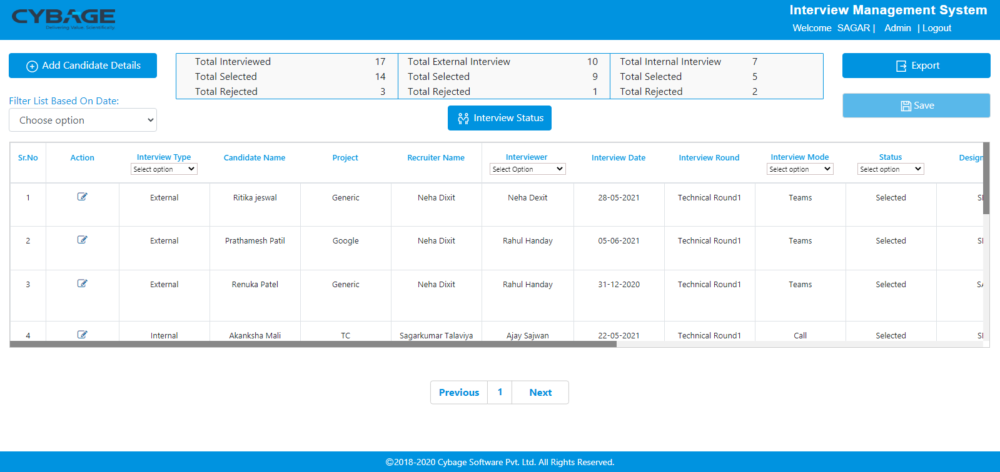 CYBAGE
Delivering Value. Scientifically.
Interview Management System
Welcome SAGAR | Admin | Logout
Add Candidate Details
Total Interviewed 17 Total External Interview 10 Total Internal Interview 7
Total Selected 14 Total Selected 9 Total Selected 5
Total Rejected 3 Total Rejected 1 Total Rejected 2
Export
Filter List Based On Date:
Choose option
Interview Status
Save
Sr.No Action Interview Type Candidate Name Project Recruiter Name Interviewer Interview Date Interview Round Interview Mode Status Design
Select option Select Option Select option Select option
1 External Ritika jeswal Generic Neha Dixit Neha Dexit 28-05-2021 Technical Round1 Teams Selected
2 External Prathamesh Patil Google Neha Dixit Rahul Handay 05-06-2021 Technical Round1 Teams Selected
3 External Renuka Patel Generic Neha Dixit Rahul Handay 31-12-2020 Technical Round1 Teams Selected
4 Internal Akanksha Mali TC Sagarkumar Talaviya Ajay Sajwan 22-05-2021 Technical Round1 Call Selected
Previous 1 Next
©2018-2020 Cybage Software Pvt. Ltd. All Rights Reserved.